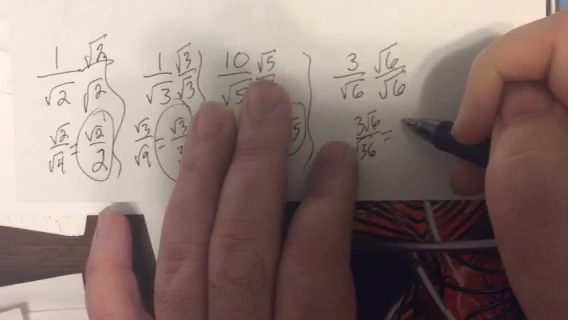 1/√2 √2/√2
√2/√4 = √2/2
1/√3 √3/√3
√3/√9 = √3
10/√5 √5
3/√6 √6/√6
3√6/√36 =